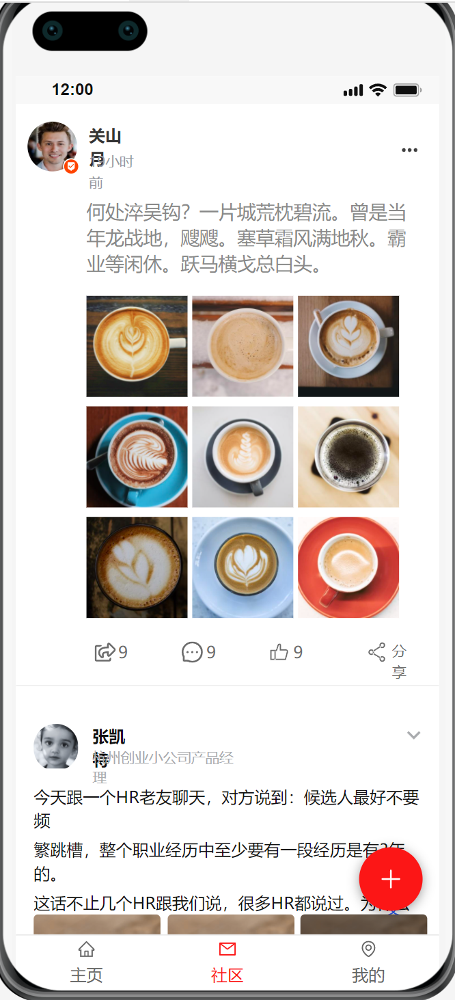 12:00
关山
月
19小时
前
何处淬吴钩？一片城荒枕碧流。曾是当
年龙战地，飕飕。塞草霜风满地秋。霸
业等闲休。跃马横戈总白头。
9
9
9
分
享
张凯
特
杭州创业小公司产品经
理
今天跟一个HR老友聊天，对方说到：候选人最好不要
频
繁跳槽，整个职业经历中至少要有一段经历是有3年
的。
这话不止几个HR跟我们说，很多HR都说过。为什么
主页
社区
我的